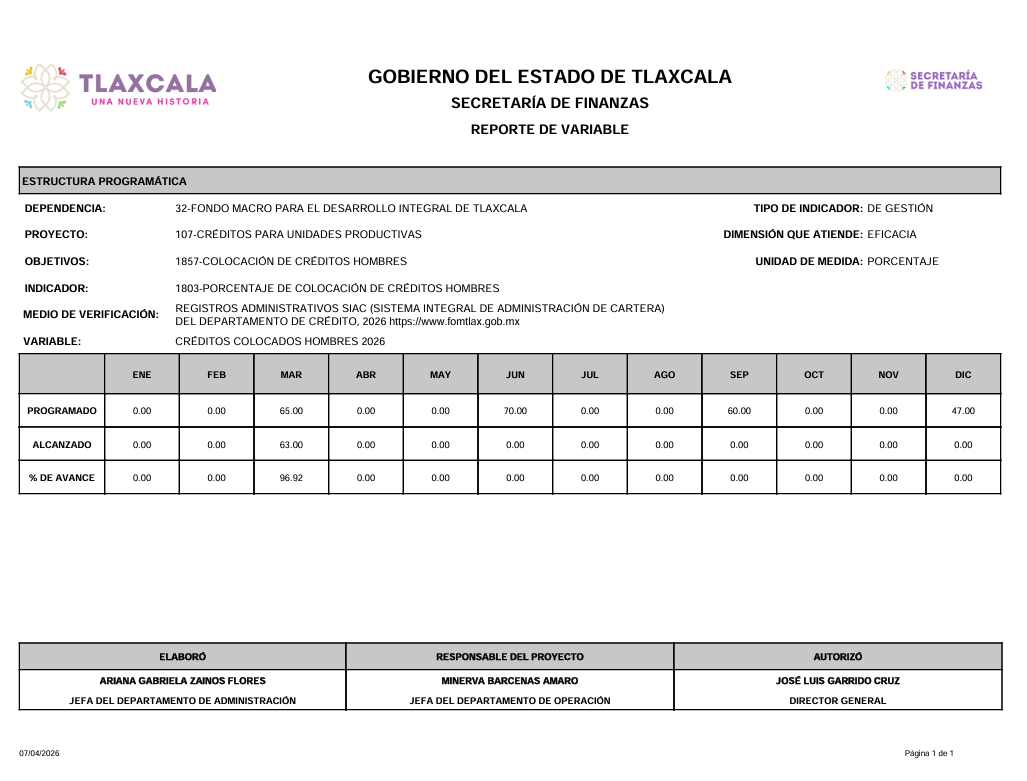 TLAXCALA
UNA NUEVA HISTORIA
GOBIERNO DEL ESTADO DE TLAXCALA
SECRETARÍA DE FINANZAS
REPORTE DE VARIABLE
SECRETARÍA
DE FINANZAS
ESTRUCTURA PROGRAMÁTICA
DEPENDENCIA: 32-FONDO MACRO PARA EL DESARROLLO INTEGRAL DE TLAXCALA TIPO DE INDICADOR: DE GESTIÓN
PROYECTO: 107-CRÉDITOS PARA UNIDADES PRODUCTIVAS DIMENSIÓN QUE ATIENDE: EFICACIA
OBJETIVOS: 1857-COLOCACIÓN DE CRÉDITOS HOMBRES UNIDAD DE MEDIDA: PORCENTAJE
INDICADOR: 1803-PORCENTAJE DE COLOCACIÓN DE CRÉDITOS HOMBRES
MEDIO DE VERIFICACIÓN: REGISTROS ADMINISTRATIVOS SIAC (SISTEMA INTEGRAL DE ADMINISTRACIÓN DE CARTERA)
DEL DEPARTAMENTO DE CRÉDITO, 2026 https://www.fomtlax.gob.mx
VARIABLE: CRÉDITOS COLOCADOS HOMBRES 2026
ENE FEB MAR ABR MAY JUN JUL AGO SEP OCT NOV DIC
PROGRAMADO 0.00 0.00 65.00 0.00 0.00 70.00 0.00 0.00 60.00 0.00 0.00 47.00
ALCANZADO 0.00 0.00 63.00 0.00 0.00 0.00 0.00 0.00 0.00 0.00 0.00 0.00
% DE AVANCE 0.00 0.00 96.92 0.00 0.00 0.00 0.00 0.00 0.00 0.00 0.00 0.00
ELABORÓ RESPONSABLE DEL PROYECTO AUTORIZÓ
ARIANA GABRIELA ZAINOS FLORES MINERVA BARCENAS AMARO JOSÉ LUIS GARRIDO CRUZ
JEFA DEL DEPARTAMENTO DE ADMINISTRACIÓN JEFA DEL DEPARTAMENTO DE OPERACIÓN DIRECTOR GENERAL
07/04/2026 Página 1 de 1